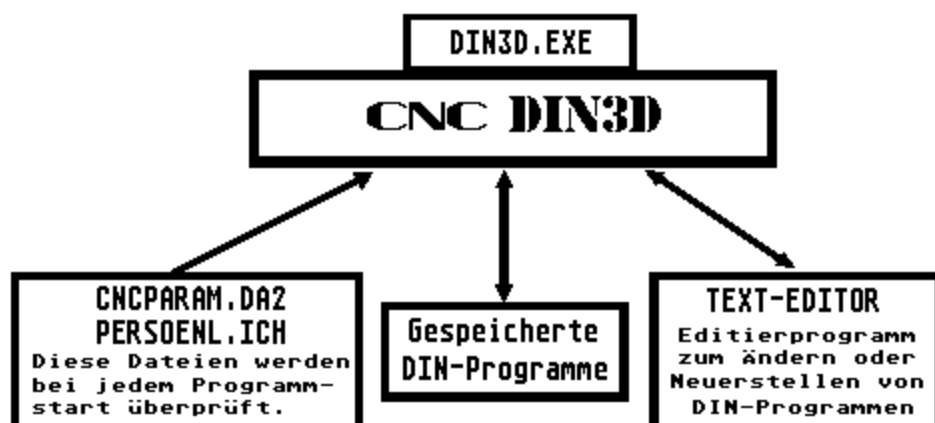 DIN3D.EXE
CNC DIN3D
CNCPARAM.DA2
PERSOENL.ICH
Diese Dateien werden
bei jedem Programm-
start überprüft.
Gespeicherte
DIN-Programme
TEXT-EDITOR
Editierprogramm
zum Ändern oder
Neuerstellen von
DIN-Programmen